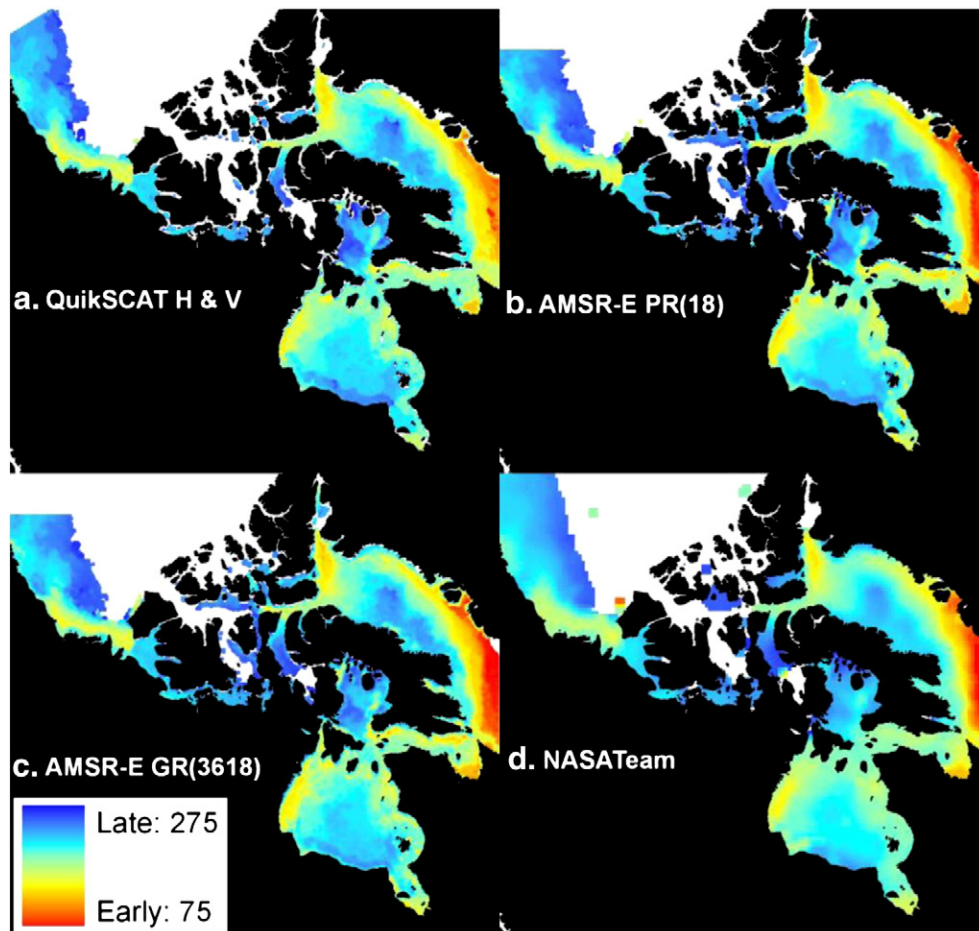 a. QuikSCAT H & V
b. AMSR-E PR(18)
c. AMSR-E GR(3618)
d. NASATeam
Late: 275
Early: 75